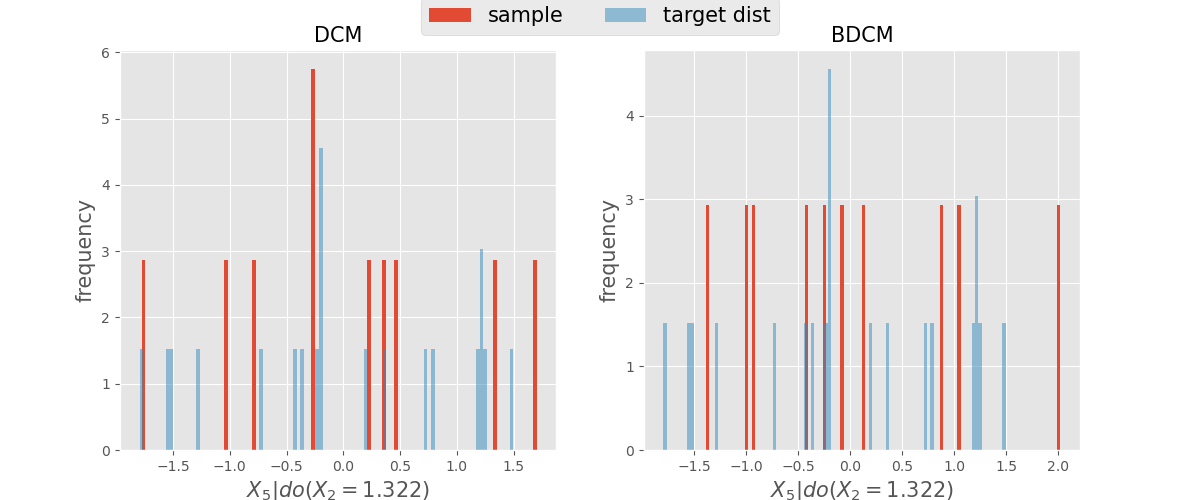 sample target dist
DCM BDCM
frequency
6
5
4
3
2
1
0
−1.5 −1.0 −0.5 0.0 0.5 1.0 1.5
X₅|do(X₂ = 1.322)
frequency
4
3
2
1
0
−1.5 −1.0 −0.5 0.0 0.5 1.0 1.5 2.0
X₅|do(X₂ = 1.322)